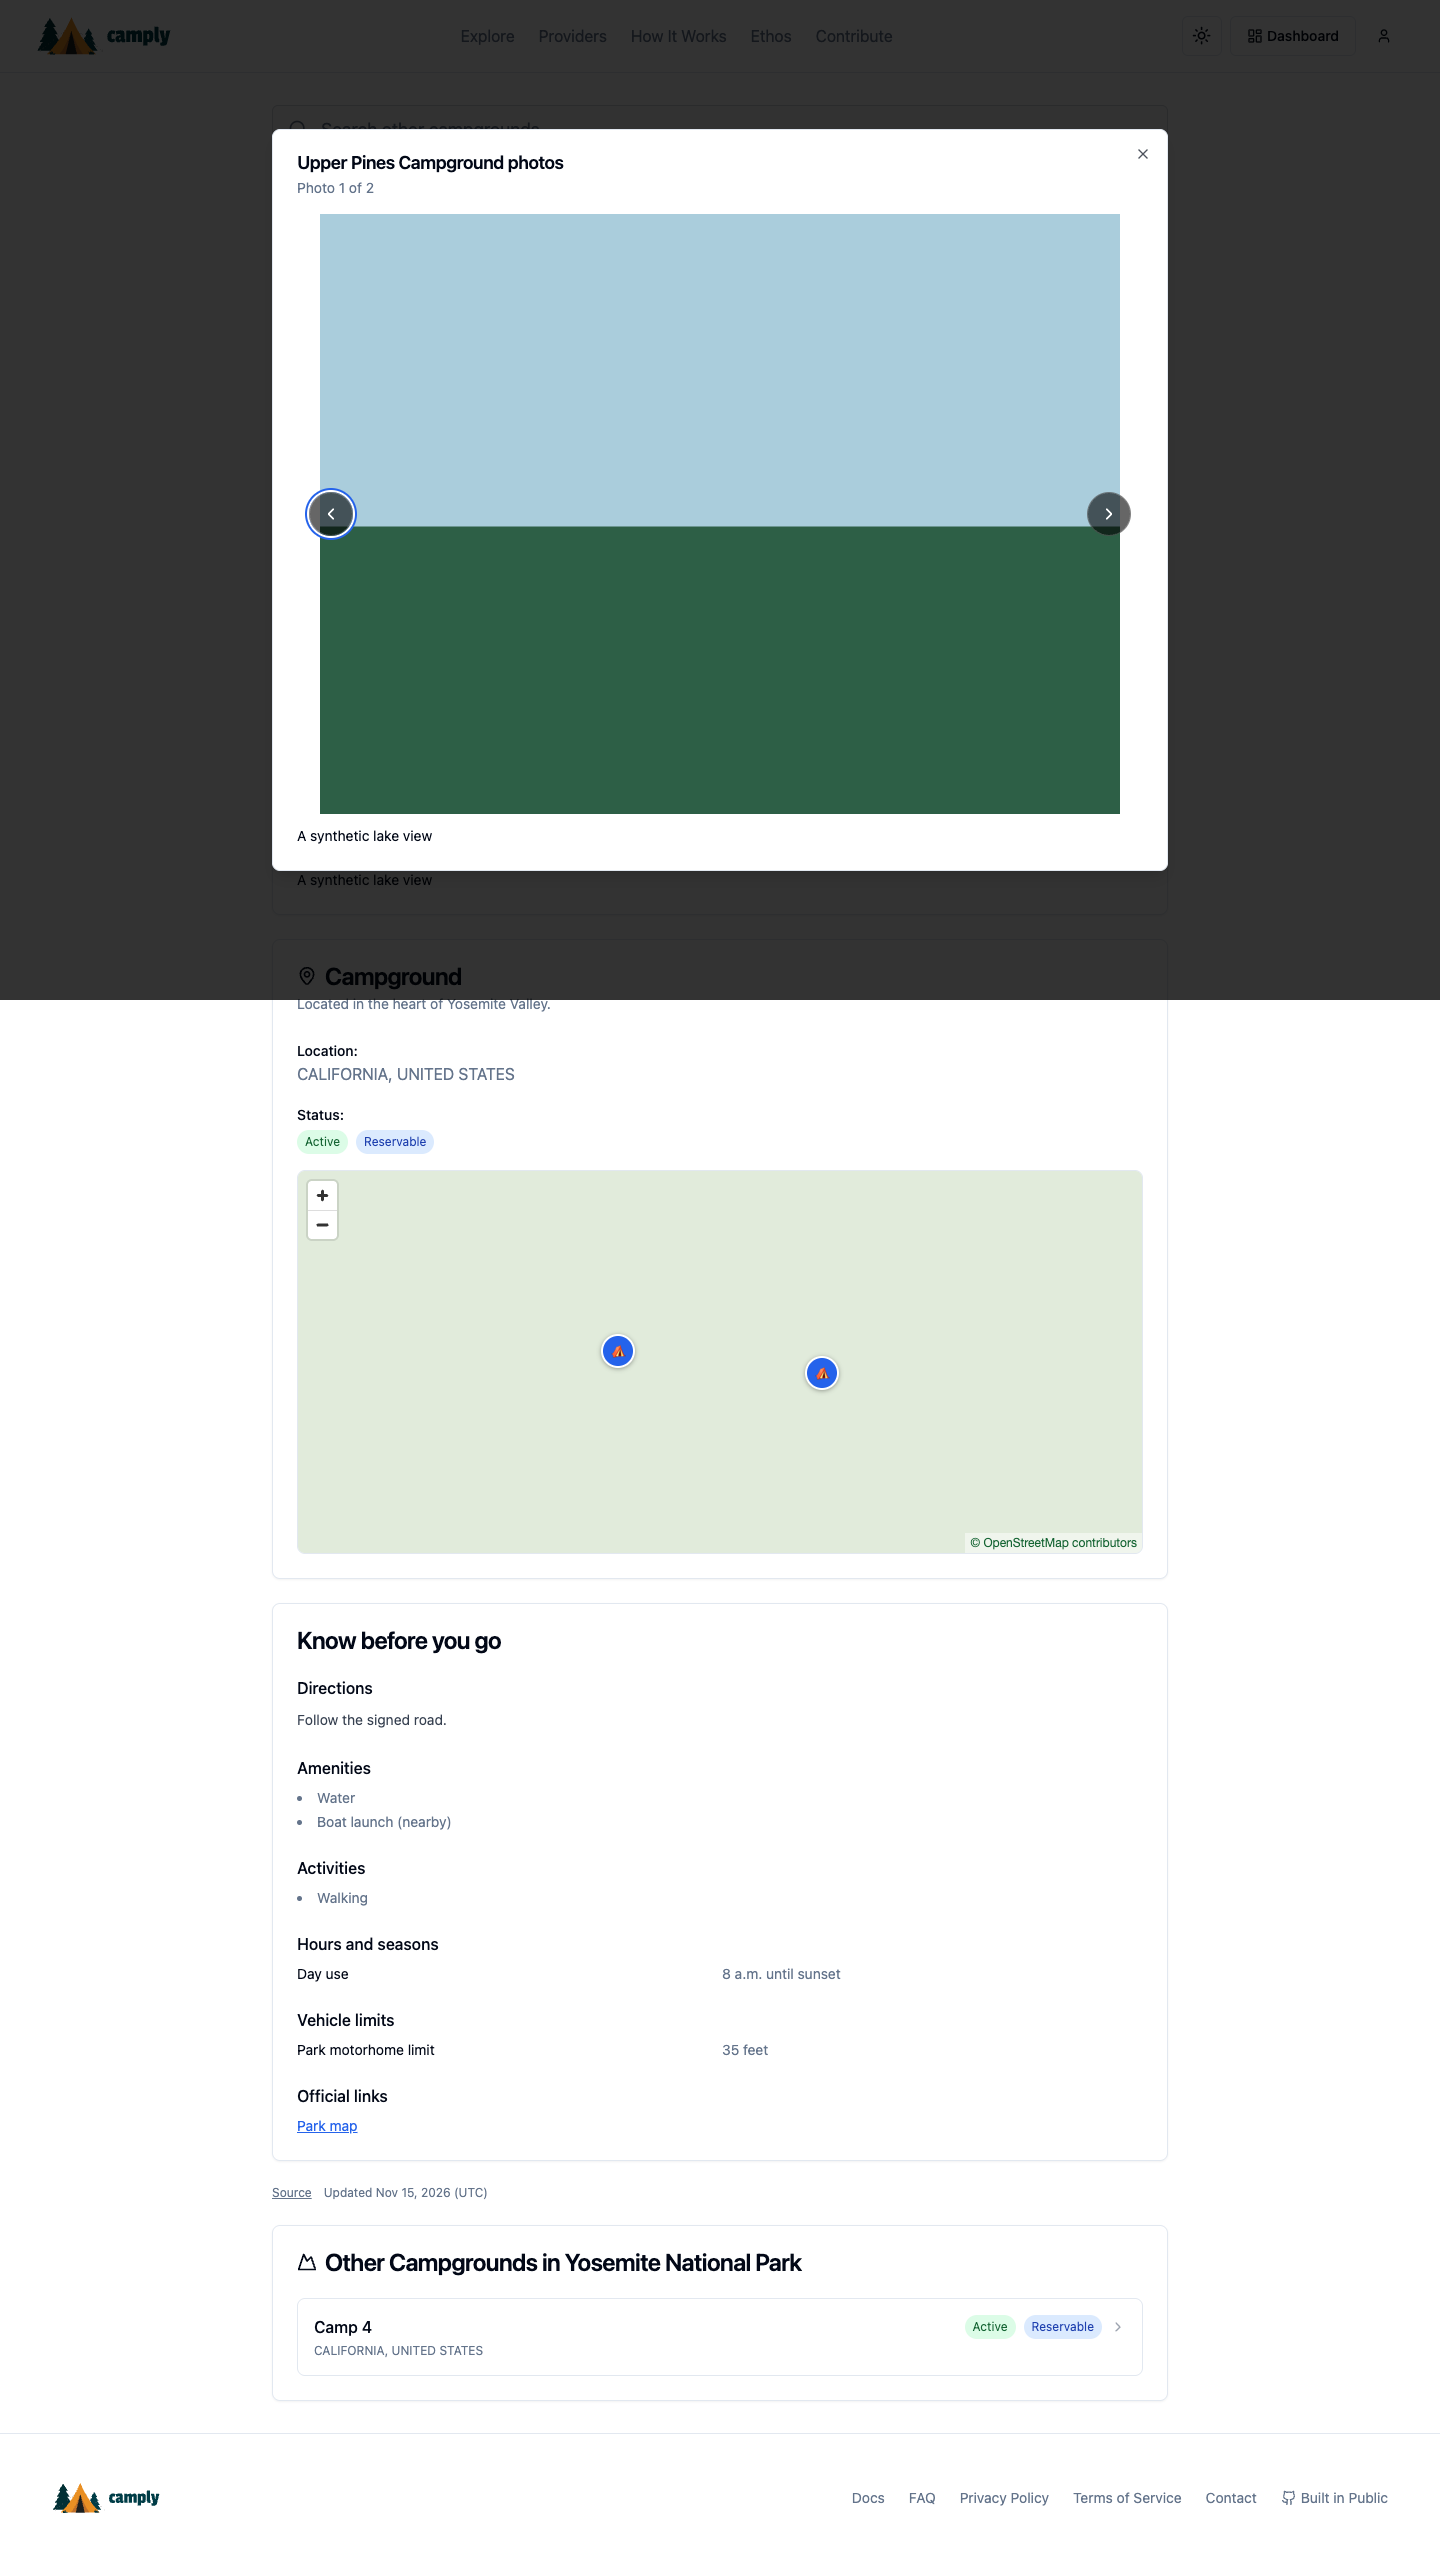 camply
Explore
Providers
How It Works
Ethos
Contribute
Dashboard
Upper Pines Campground photos
Photo 1 of 2
A synthetic lake view
A synthetic lake view
Campground
Located in the heart of Yosemite Valley.
Location:
CALIFORNIA, UNITED STATES
Status:
Active
Reservable
© OpenStreetMap contributors
Know before you go
Directions
Follow the signed road.
Amenities
Water
Boat launch (nearby)
Activities
Walking
Hours and seasons
Day use
8 a.m. until sunset
Vehicle limits
Park motorhome limit
35 feet
Official links
Park map
Source Updated Nov 15, 2026 (UTC)
Other Campgrounds in Yosemite National Park
Camp 4
Active
Reservable
CALIFORNIA, UNITED STATES
camply
Docs
FAQ
Privacy Policy
Terms of Service
Contact
Built in Public